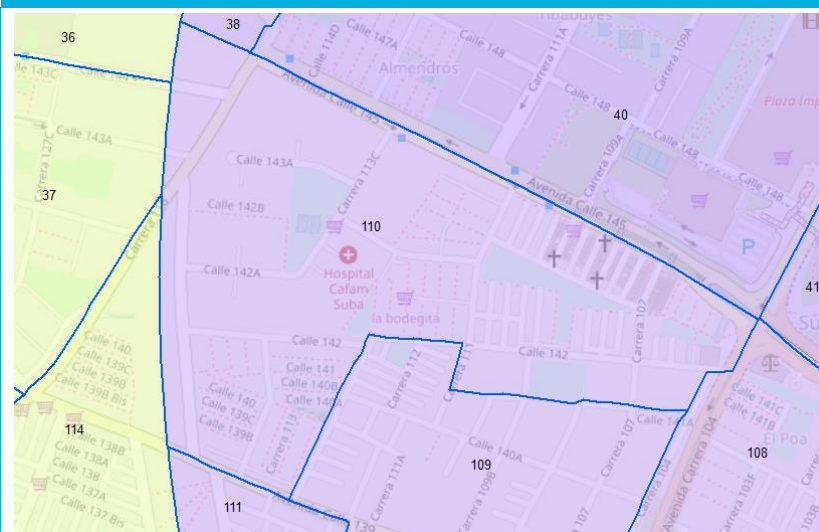 38
36
40
37
110
41
114
111
109
108
Almendros
Calle 114D
Calle 147A
Calle 148
Carrera 111A
Carrera 109A
Calle 148
Carrera 109A
Calle 148
Avenida Calle 145
Avenida Calle 145
Calle 143C
Calle 143A
Carrera 127C
Calle 143A
Carrera 113C
Calle 142B
Calle 142A
Hospital
Cafam
Suba
la bodegita
P
Carrera 107
Calle 142
Calle 142
Carrera 111
Carrera 112
Calle 141
Calle 140B
Calle 140A
Calle 140
Calle 139C
Calle 139B
Carrera 113
Calle 140
Calle 139C
Calle 139B
Calle 139B Bis
Calle 138B
Calle 138A
Calle 138
Calle 137A
Calle 137 Bis
Carrera 111A
Calle 140A
Carrera 109B
Carrera 107
Calle 141A
Carrera 107
Carrera 104
Avenida Carrera 104
Calle 141C
Calle 141B
El Poa
Carrera 103F
Plaza Imp